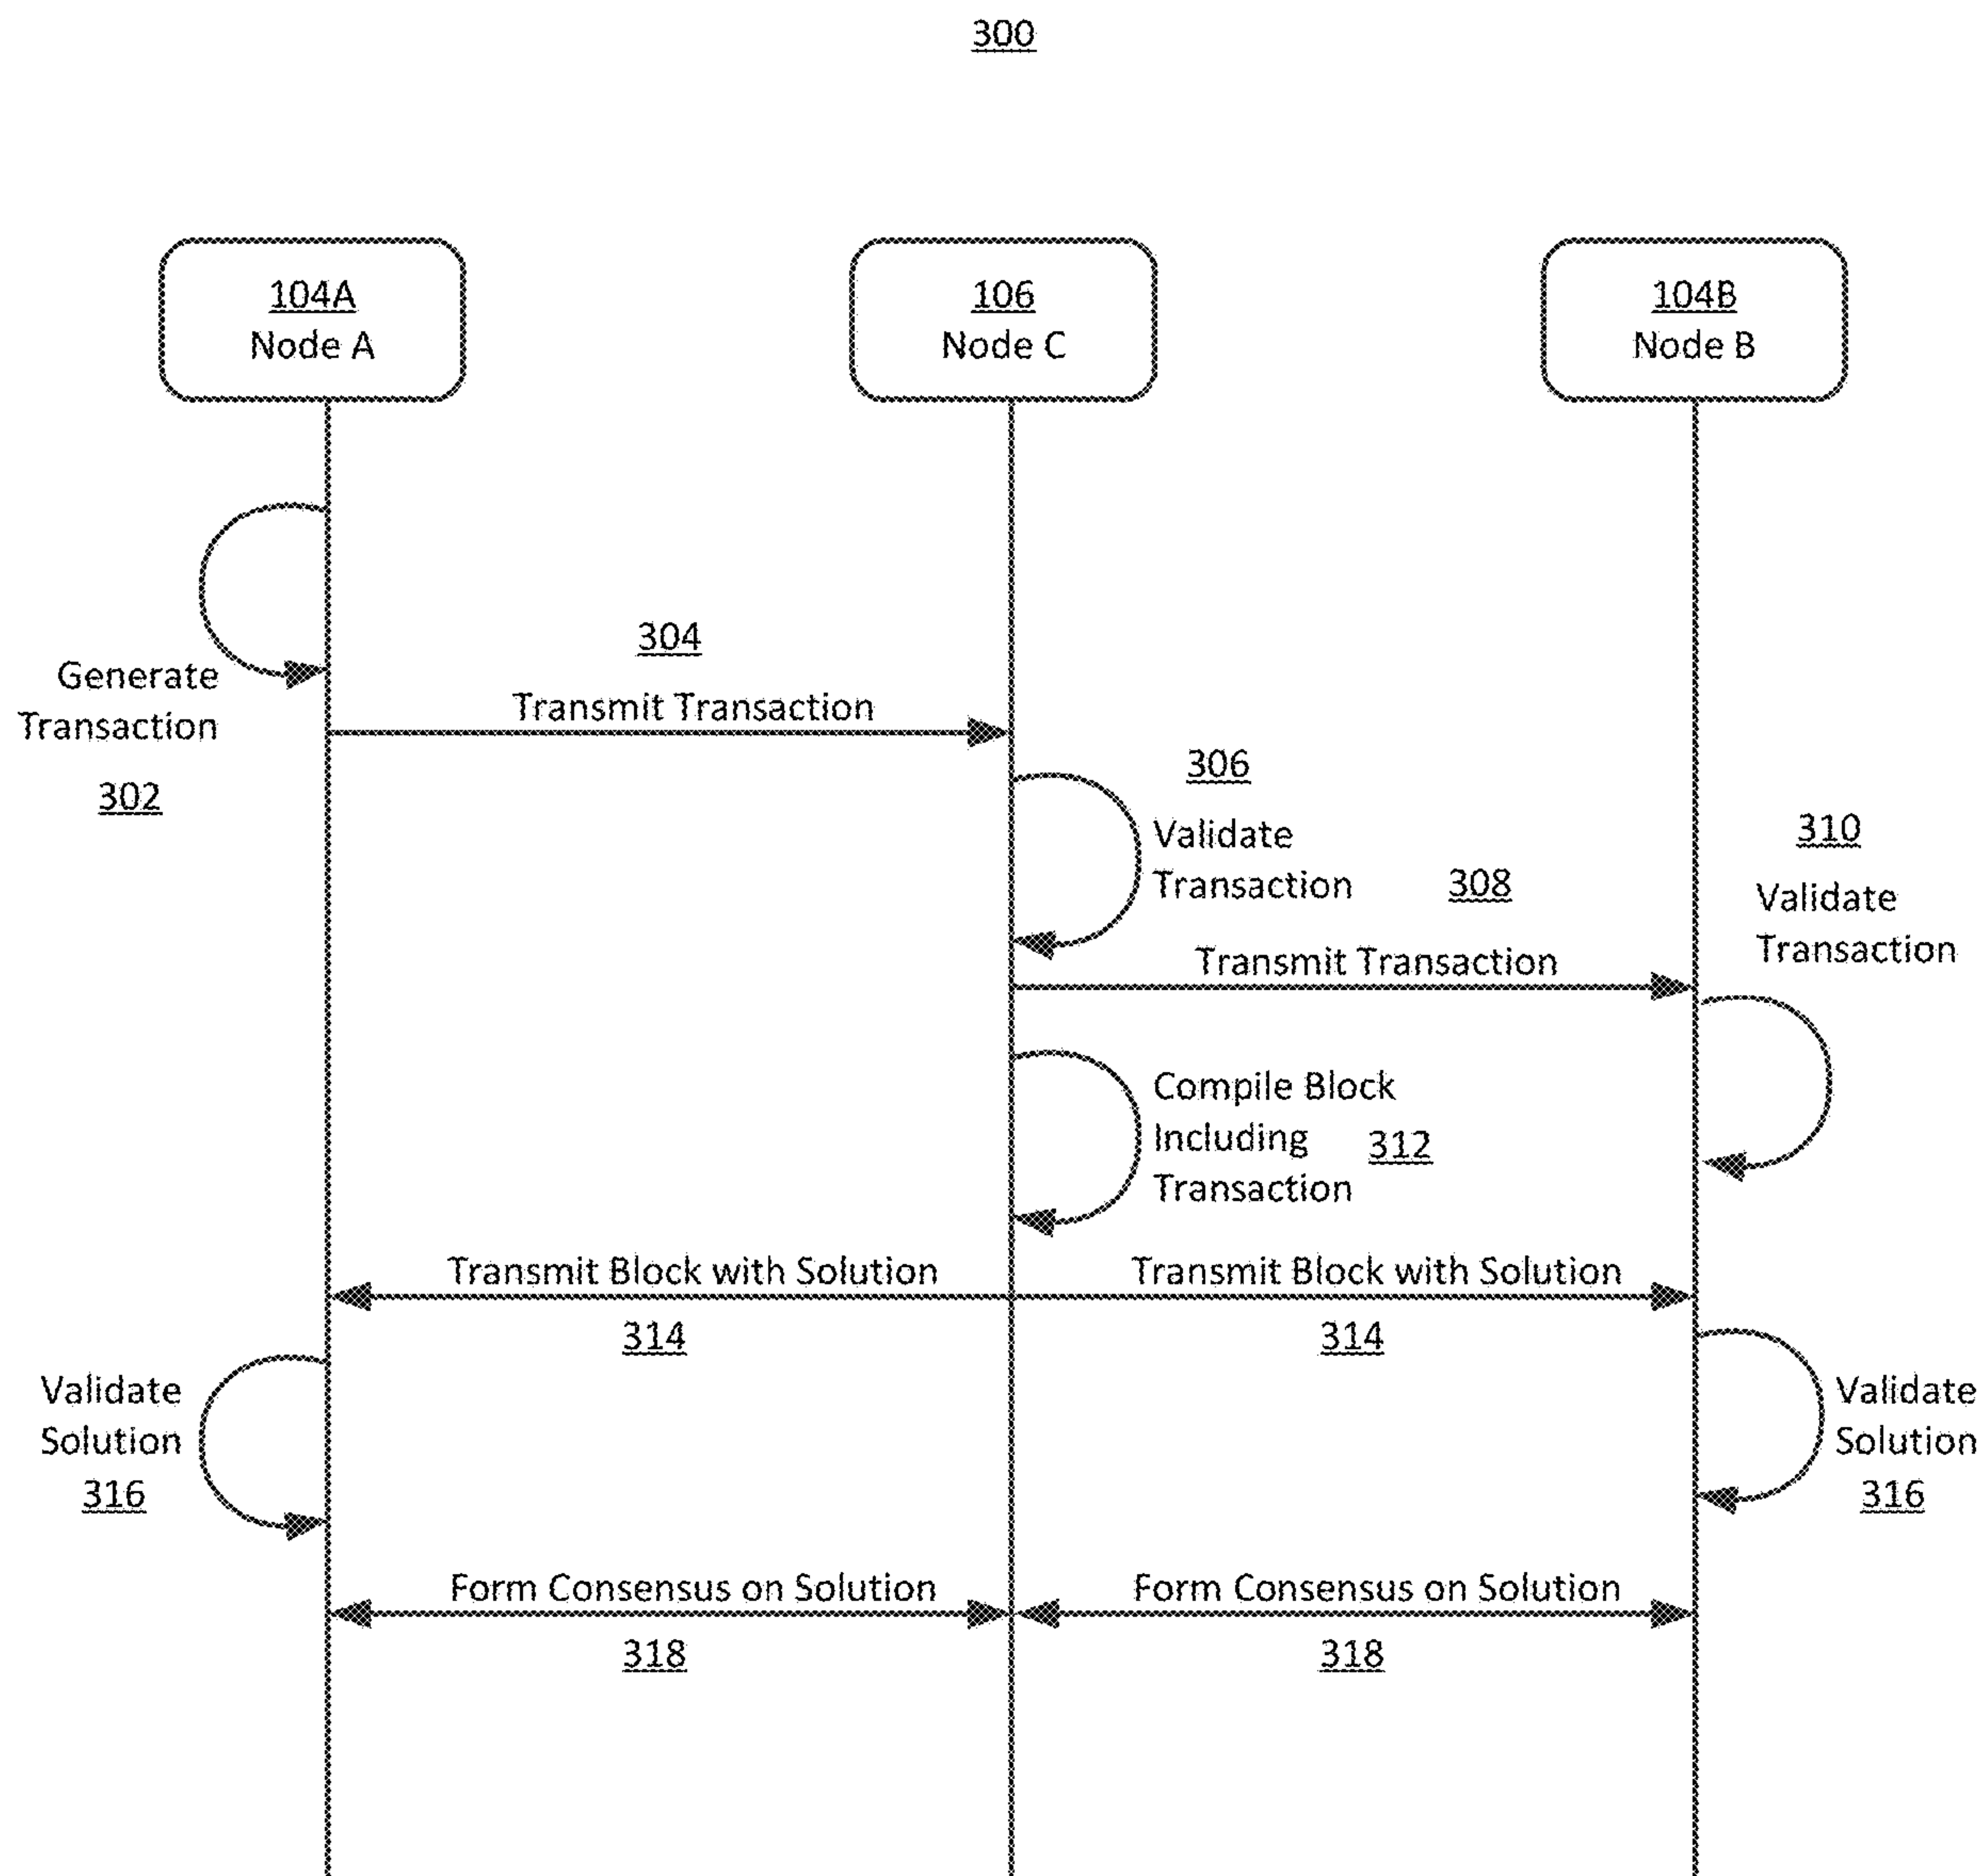 300
104A
Node A
106
Node C
104B
Node B
Generate
Transaction
302
304
Transmit Transaction
306
Validate
Transaction
308
Transmit Transaction
310
Validate
Transaction
Compile Block
Including
Transaction
312
Transmit Block with Solution
314
Transmit Block with Solution
314
Validate
Solution
316
Validate
Solution
316
Form Consensus on Solution
318
Form Consensus on Solution
318